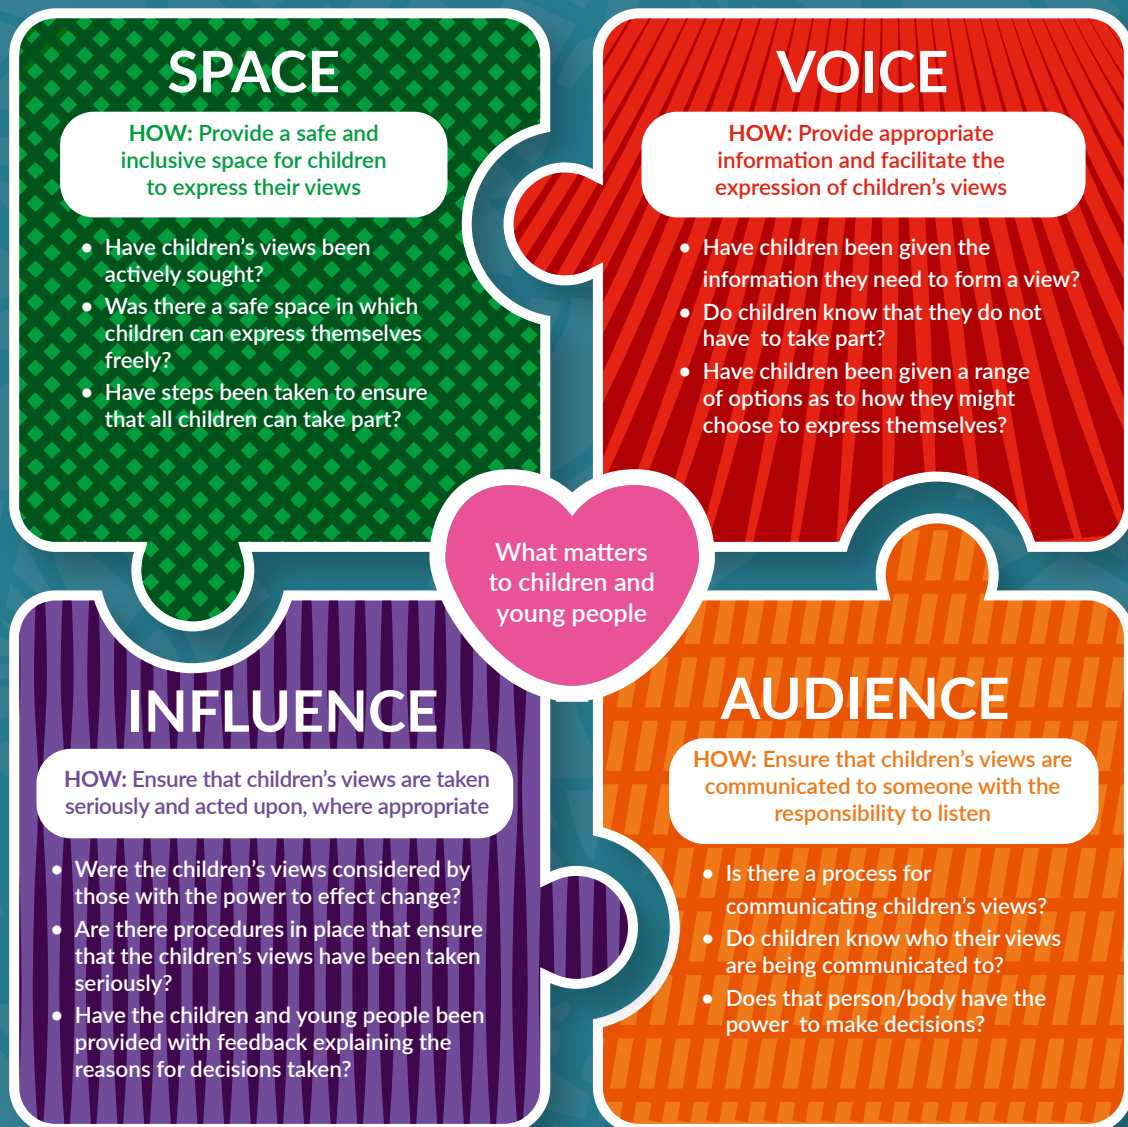 SPACE
HOW: Provide a safe and
inclusive space for children
to express their views
• Have children’s views been
actively sought?
• Was there a safe space in which
children can express themselves
freely?
• Have steps been taken to ensure
that all children can take part?
VOICE
HOW: Provide appropriate
information and facilitate the
expression of children’s views
• Have children been given the
information they need to form a view?
• Do children know that they do not
have to take part?
• Have children been given a range
of options as to how they might
choose to express themselves?
What matters
to children and
young people
INFLUENCE
HOW: Ensure that children’s views are taken
seriously and acted upon, where appropriate
• Were the children’s views considered by
those with the power to effect change?
• Are there procedures in place that ensure
that the children’s views have been taken
seriously?
• Have the children and young people been
provided with feedback explaining the
reasons for decisions taken?
AUDIENCE
HOW: Ensure that children’s views are
communicated to someone with the
responsibility to listen
• Is there a process for
communicating children’s views?
• Do children know who their views
are being communicated to?
• Does that person/body have the
power to make decisions?